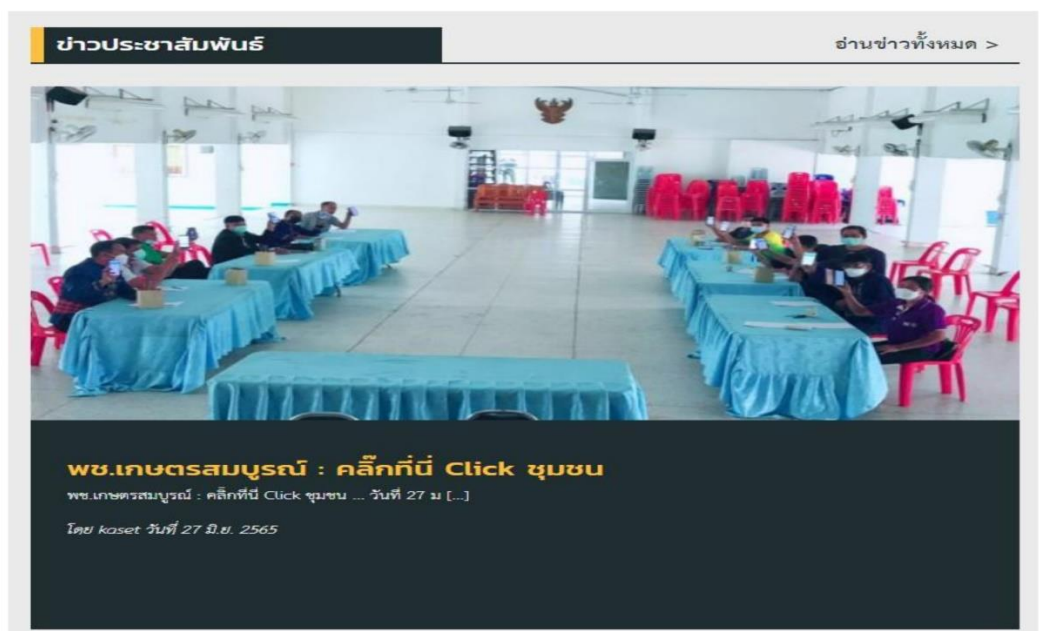 ข่าวประชาสัมพันธ์
อ่านข่าวทั้งหมด >
พช.เกษตรสมบูรณ์ : คลิ๊กที่นี่ Click ชุมชน
พช.เกษตรสมบูรณ์ : คลิ๊กที่นี่ Click ชุมชน ... วันที่ 27 ม [...]
โดย kaset วันที่ 27 มิ.ย. 2565